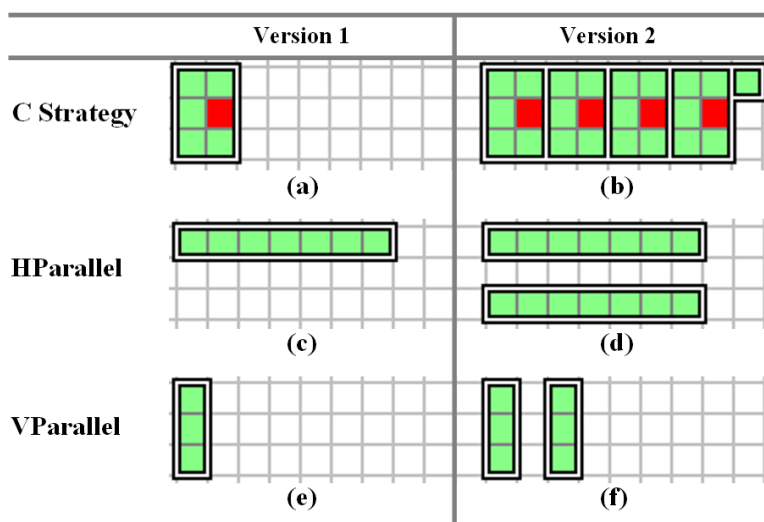 Version 1 Version 2
C Strategy
(a) (b)
HParallel
(c) (d)
VParallel
(e) (f)